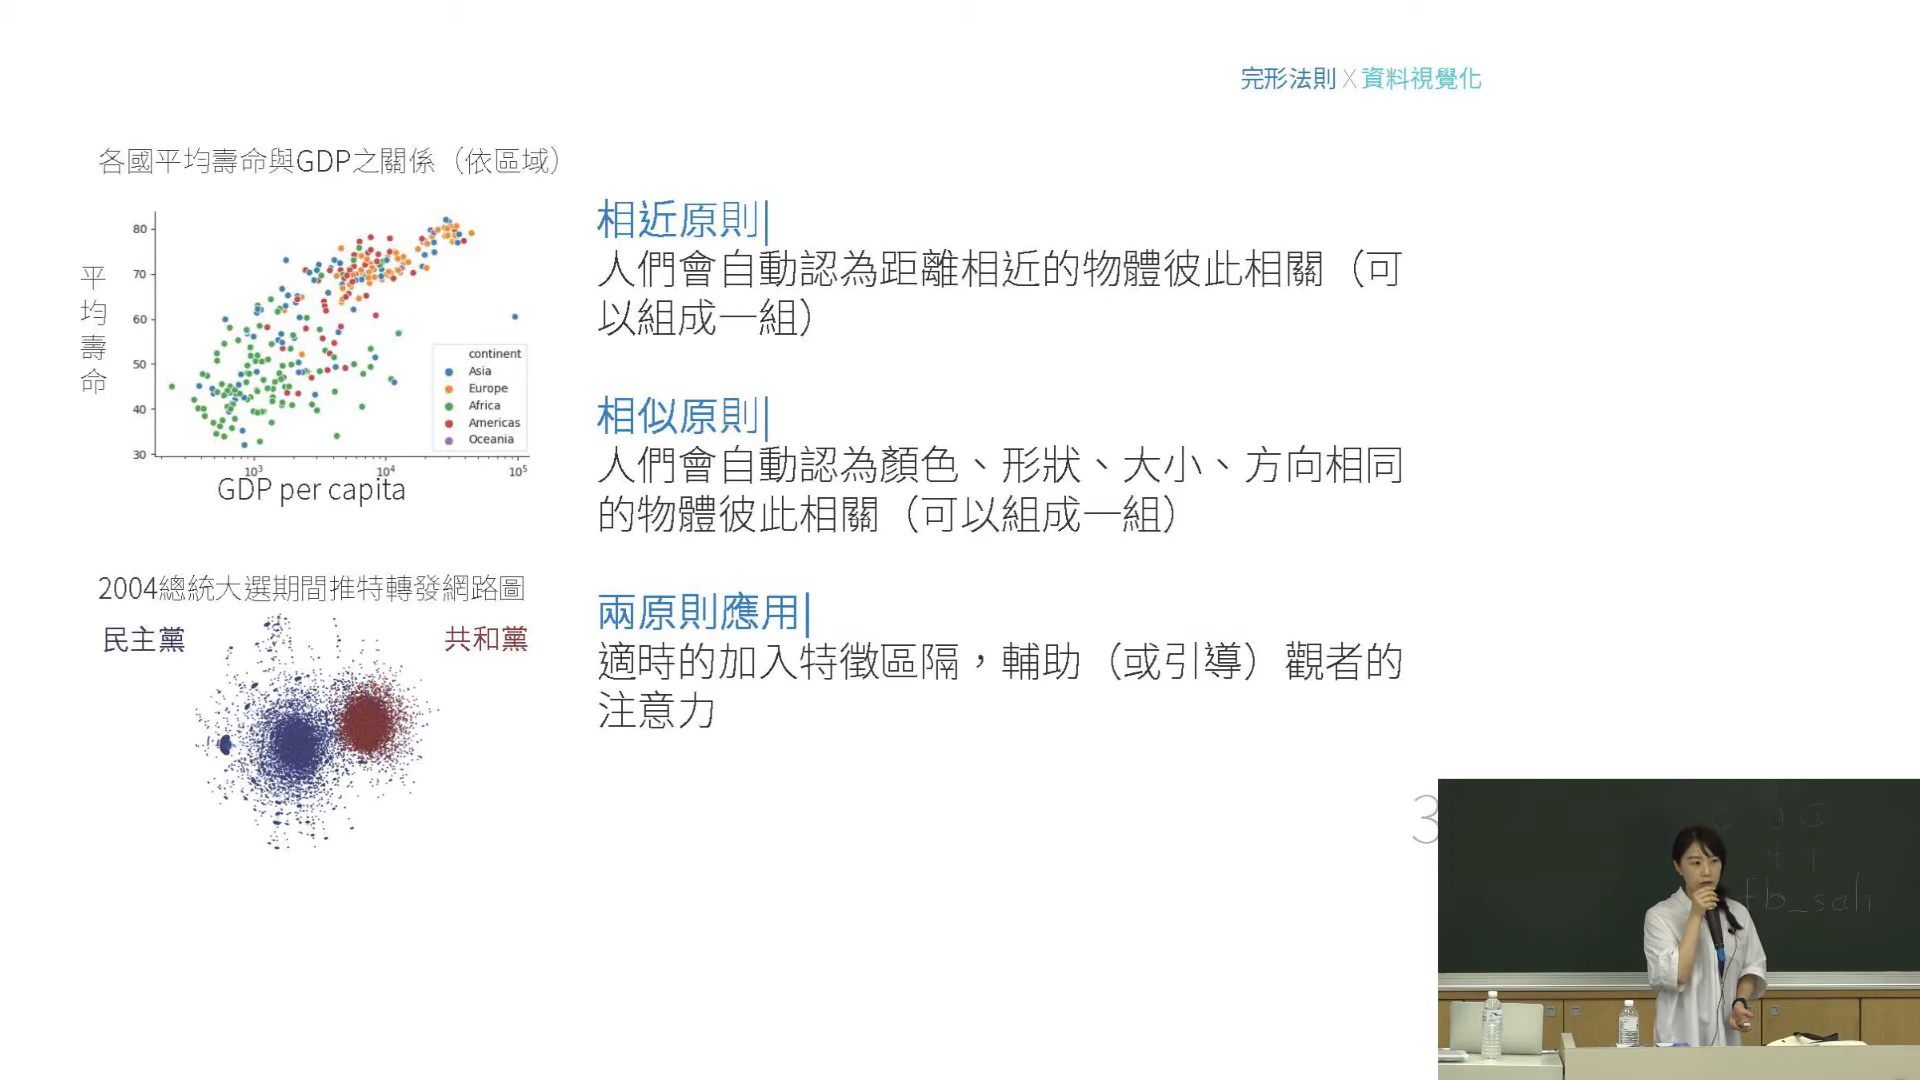 完形法則 X 資料視覺化
各國平均壽命與GDP之關係（依區域）
平均壽命
80
70
60
50
40
30
continent
Asia
Europe
Africa
Americas
Oceania
10³ 10⁴ 10⁵
GDP per capita
2004總統大選期間推特轉發網路圖
民主黨 共和黨
相近原則|
人們會自動認為距離相近的物體彼此相關（可
以組成一組）
相似原則|
人們會自動認為顏色、形狀、大小、方向相同
的物體彼此相關（可以組成一組）
兩原則應用|
適時的加入特徵區隔，輔助（或引導）觀者的
注意力
3